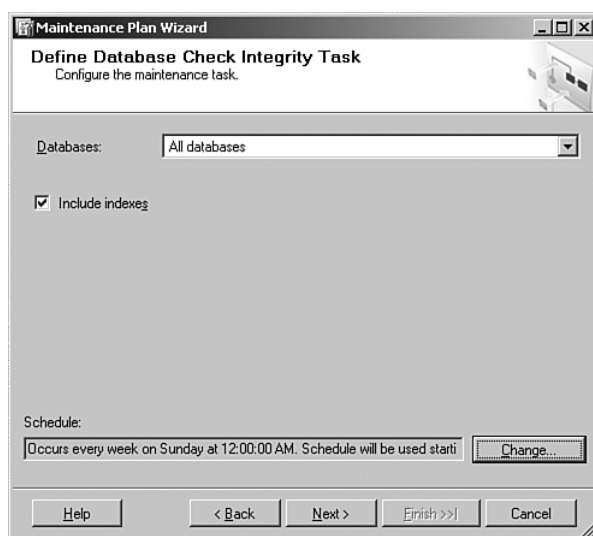 Maintenance Plan Wizard
Define Database Check Integrity Task
Configure the maintenance task.
Databases: All databases
Include indexes
Schedule:
Occurs every week on Sunday at 12:00:00 AM. Schedule will be used starti Change...
Help < Back Next > Finish >>| Cancel